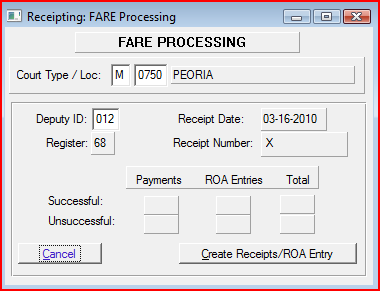 Receipting: FARE Processing
FARE PROCESSING
Court Type / Loc: M 0750 PEORIA
Deputy ID: 012 Receipt Date: 03-16-2010
Register: 68 Receipt Number: X
Payments ROA Entries Total
Successful:
Unsuccessful:
Cancel Create Receipts/ROA Entry